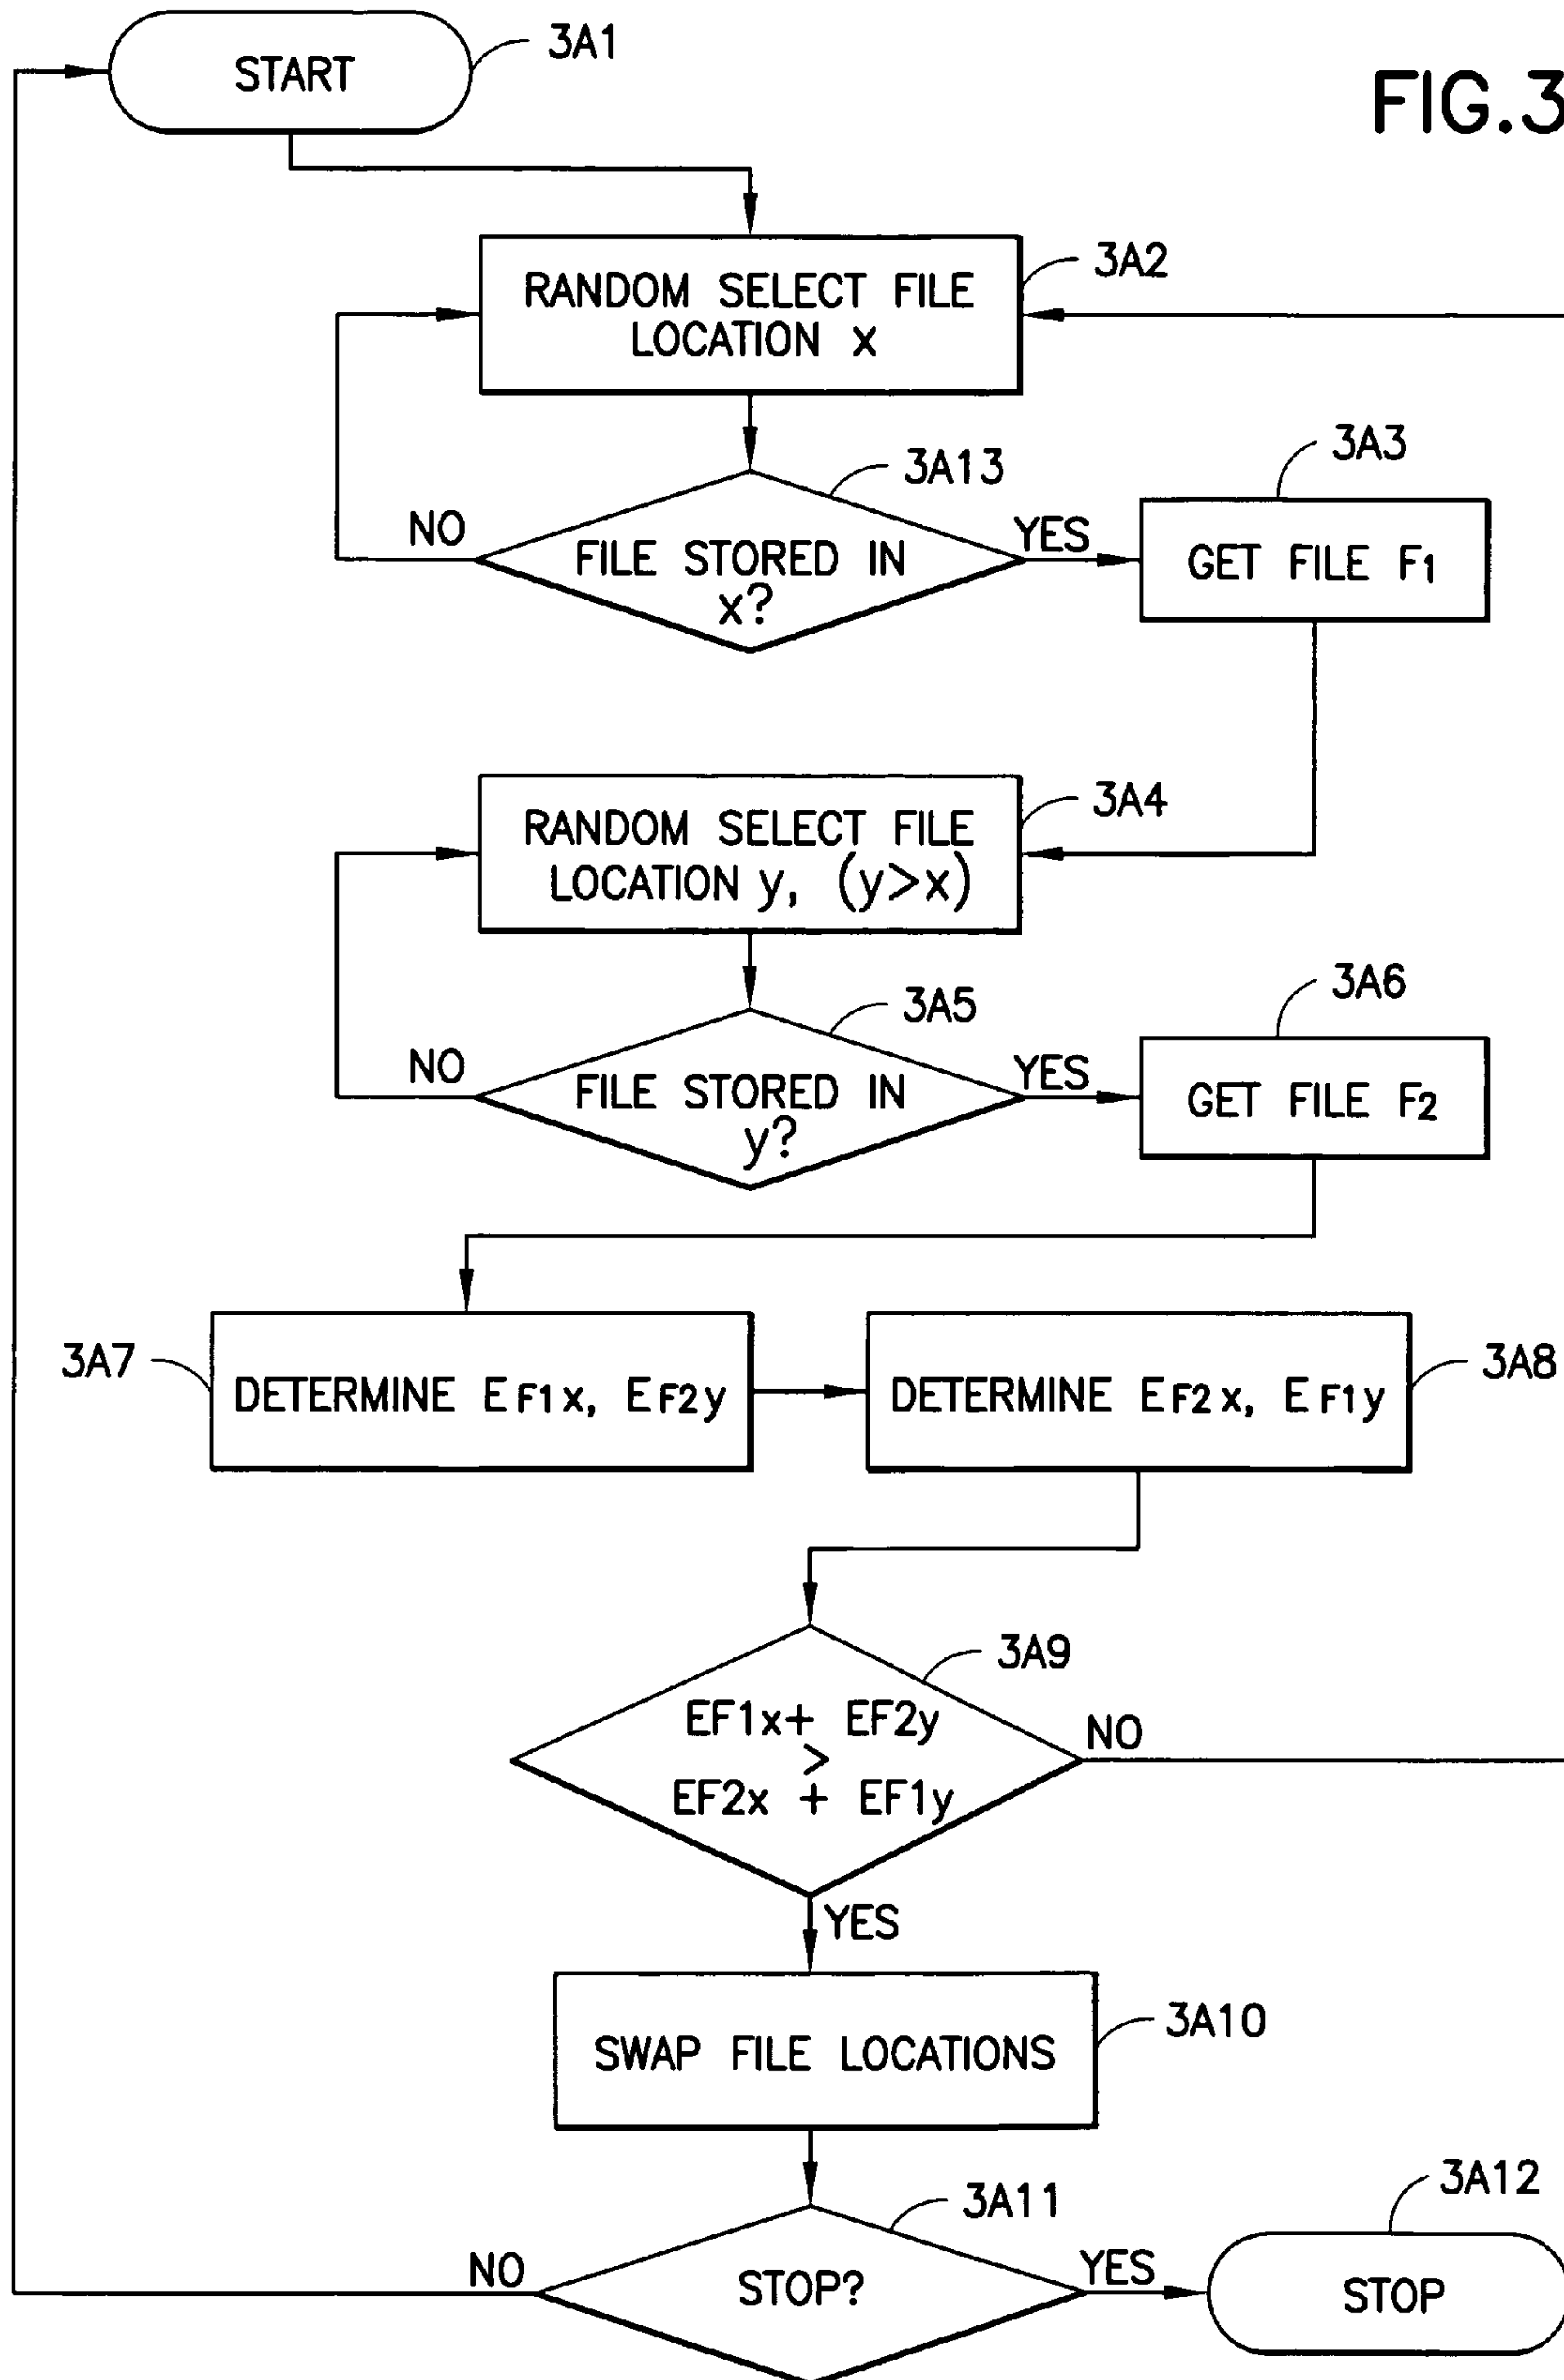 START
3A1
FIG.3
RANDOM SELECT FILE
LOCATION x
3A2
3A13
3A3
NO
FILE STORED IN
x?
YES
GET FILE F1
RANDOM SELECT FILE
LOCATION y, (y>x)
3A4
3A5
3A6
NO
FILE STORED IN
y?
YES
GET FILE F2
3A7
DETERMINE EF1x, EF2y
DETERMINE EF2x, EF1y
3A8
3A9
EF1x+ EF2y
>
EF2x + EF1y
NO
YES
SWAP FILE LOCATIONS
3A10
3A11
3A12
NO
STOP?
YES
STOP